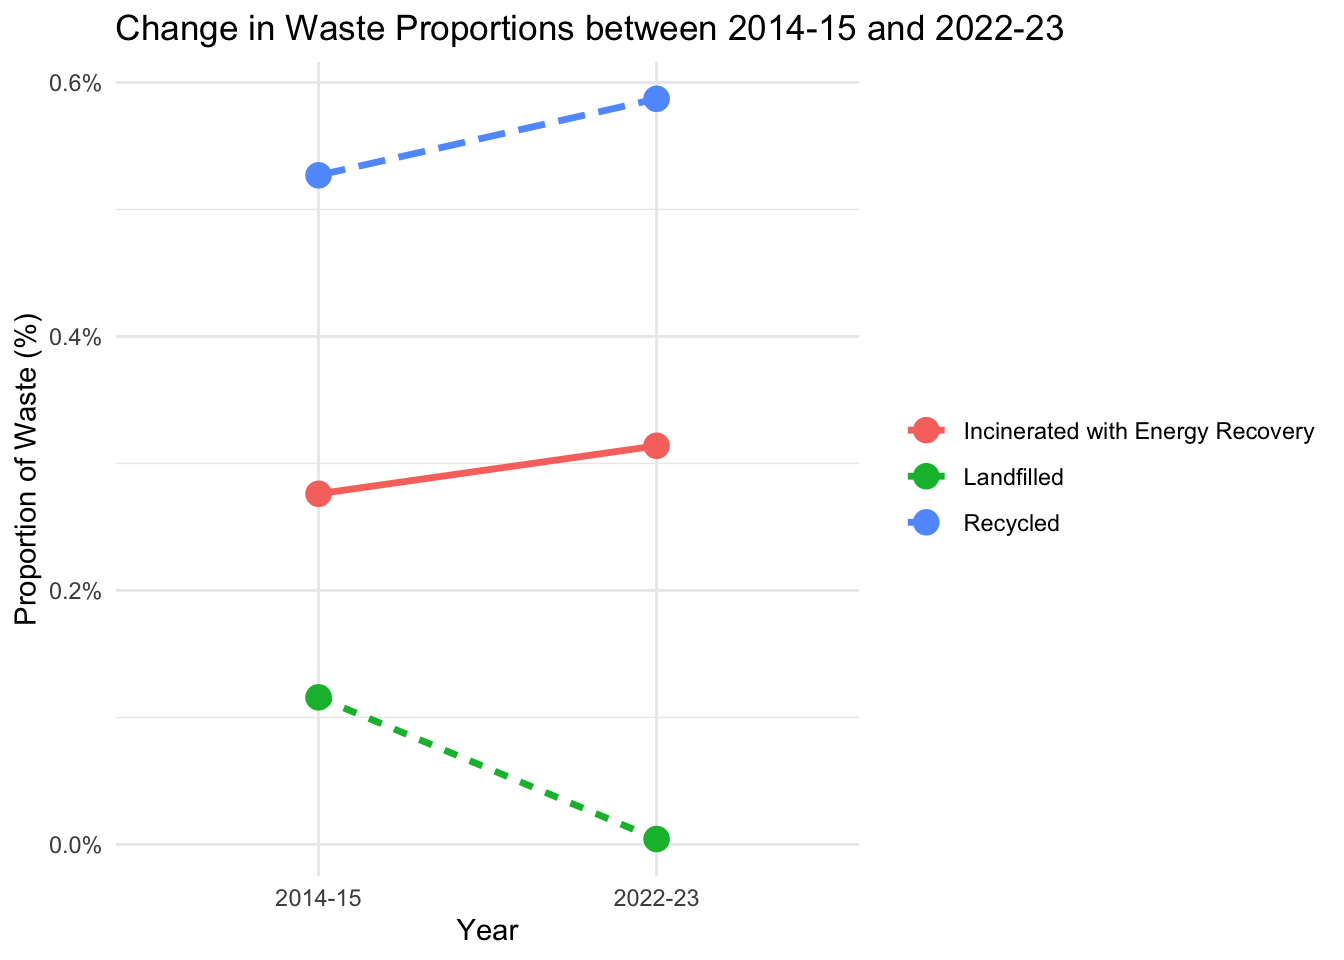 Change in Waste Proportions between 2014-15 and 2022-23
0.6%
0.4%
0.2%
0.0%
Proportion of Waste (%)
2014-15
2022-23
Year
Incinerated with Energy Recovery
Landfilled
Recycled